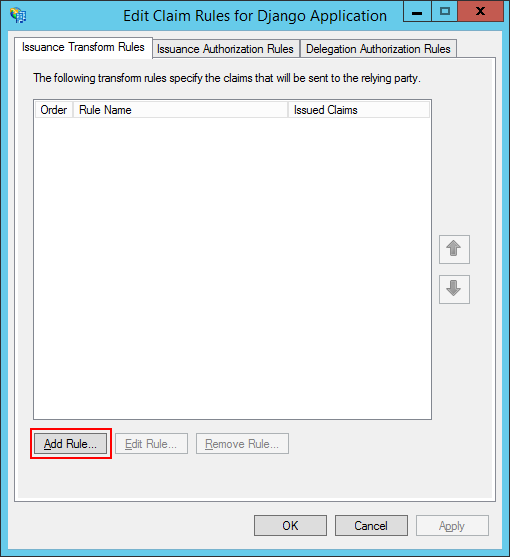 Edit Claim Rules for Django Application
Issuance Transform Rules Issuance Authorization Rules Delegation Authorization Rules
The following transform rules specify the claims that will be sent to the relying party.
Order Rule Name Issued Claims
Add Rule... Edit Rule... Remove Rule...
OK Cancel Apply